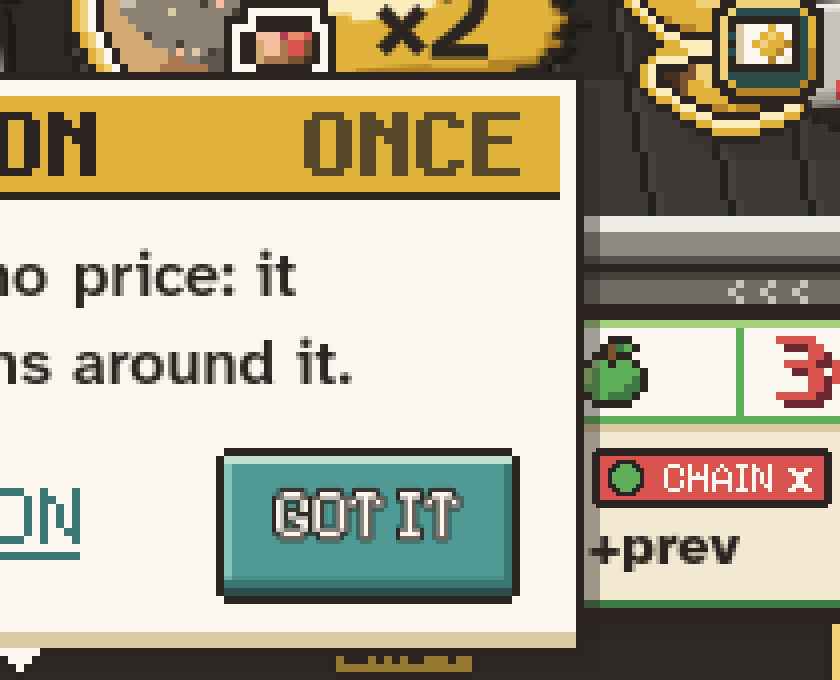 ×2
ON ONCE
no price: it
<<<
ns around it.
3
ON
GOT IT
CHAIN x
+prev